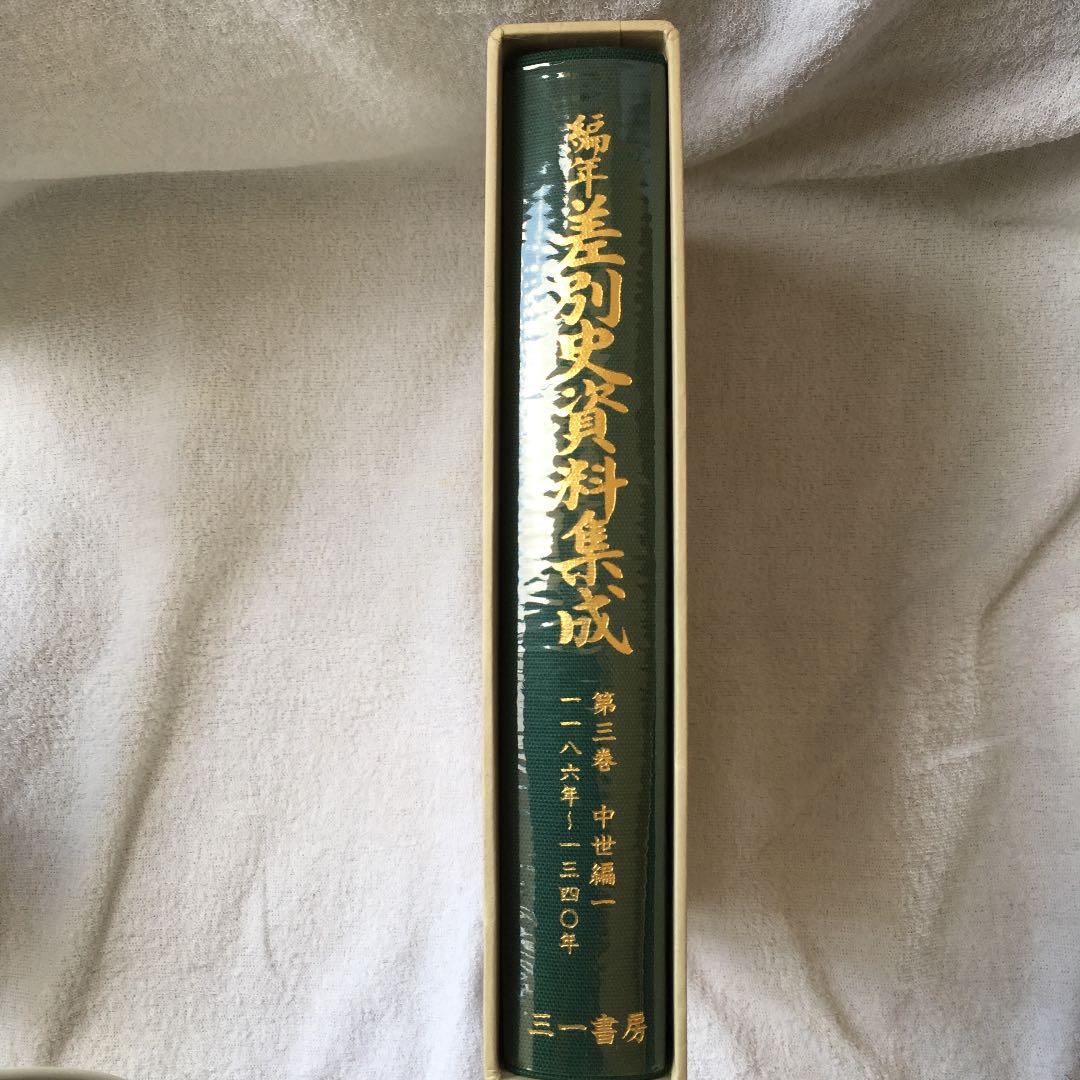 編年差別史資料集成
第三巻 中世編一
一一八六年～一三四〇年
三一書房